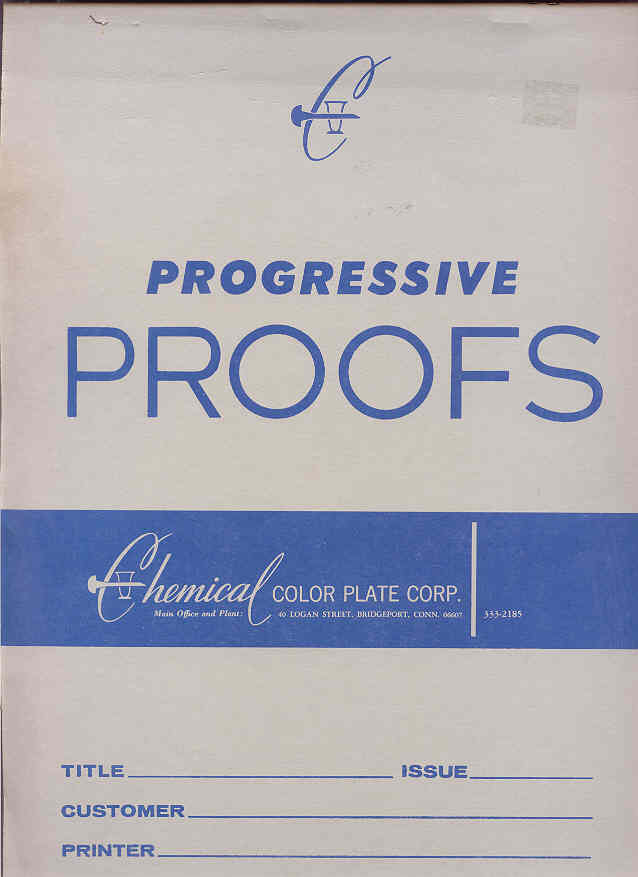 PROGRESSIVE
PROOFS
Chemical COLOR PLATE CORP.
Main Office and Plant: 40 LOGAN STREET, BRIDGEPORT, CONN. 06607 333-2185
TITLE ISSUE
CUSTOMER
PRINTER